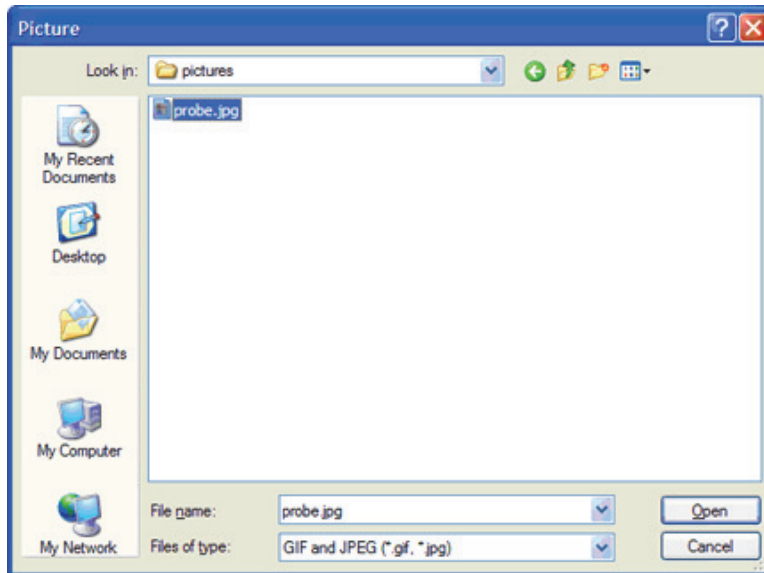 Picture
Look in: pictures
probe.jpg
My Recent
Documents
Desktop
My Documents
My Computer
My Network
File name: probe.jpg Open
Files of type: GIF and JPEG (*.gif, *.jpg) Cancel